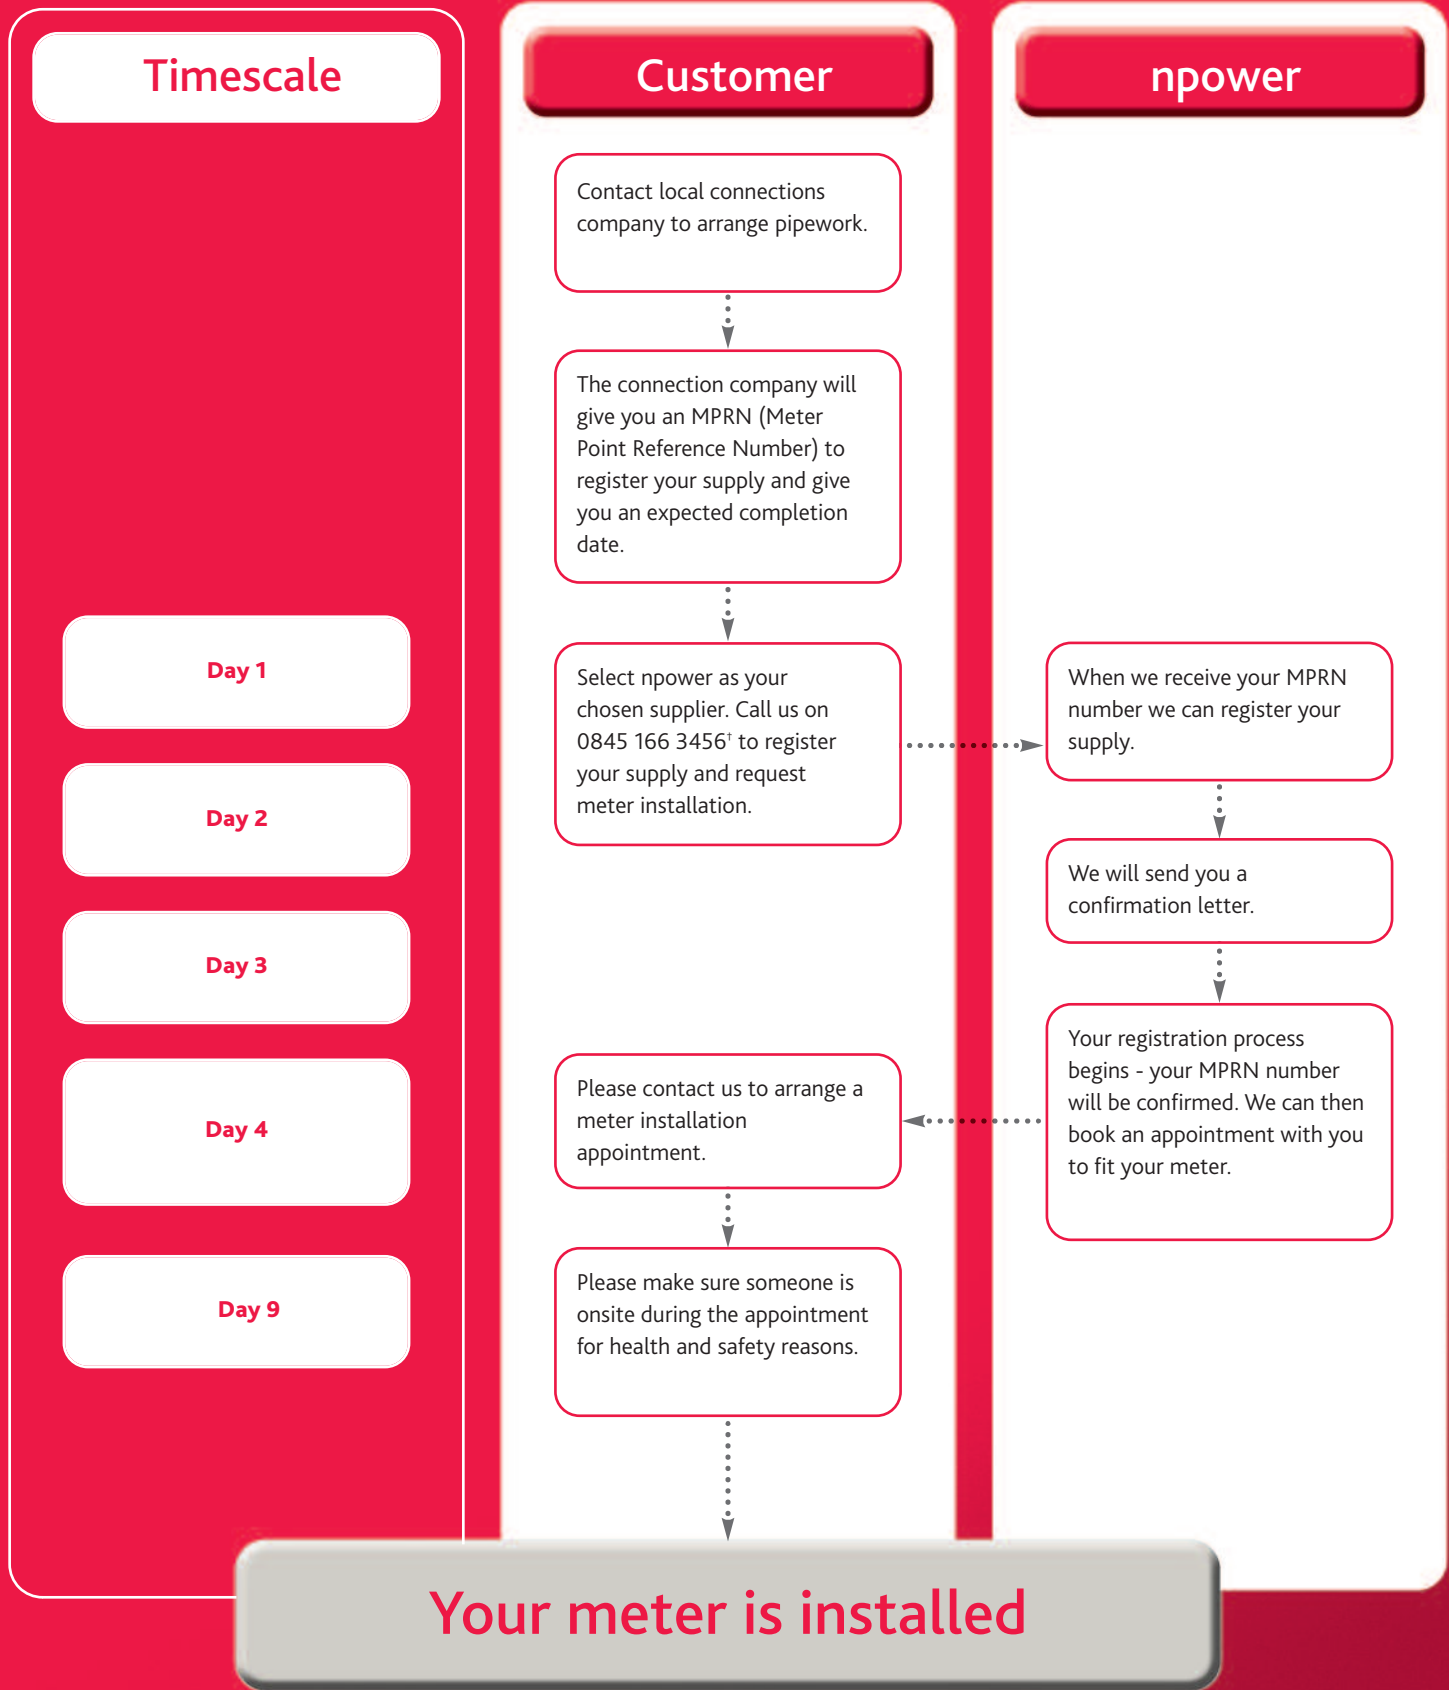 Timescale
Customer
npower
Contact local connections
company to arrange pipework.
The connection company will
give you an MPRN (Meter
Point Reference Number) to
register your supply and give
you an expected completion
date.
Day 1
Select npower as your
chosen supplier. Call us on
0845 166 3456† to register
your supply and request
meter installation.
When we receive your MPRN
number we can register your
supply.
Day 2
We will send you a
confirmation letter.
Day 3
Your registration process
begins - your MPRN number
will be confirmed. We can then
book an appointment with you
to fit your meter.
Day 4
Please contact us to arrange a
meter installation
appointment.
Day 9
Please make sure someone is
onsite during the appointment
for health and safety reasons.
Your meter is installed